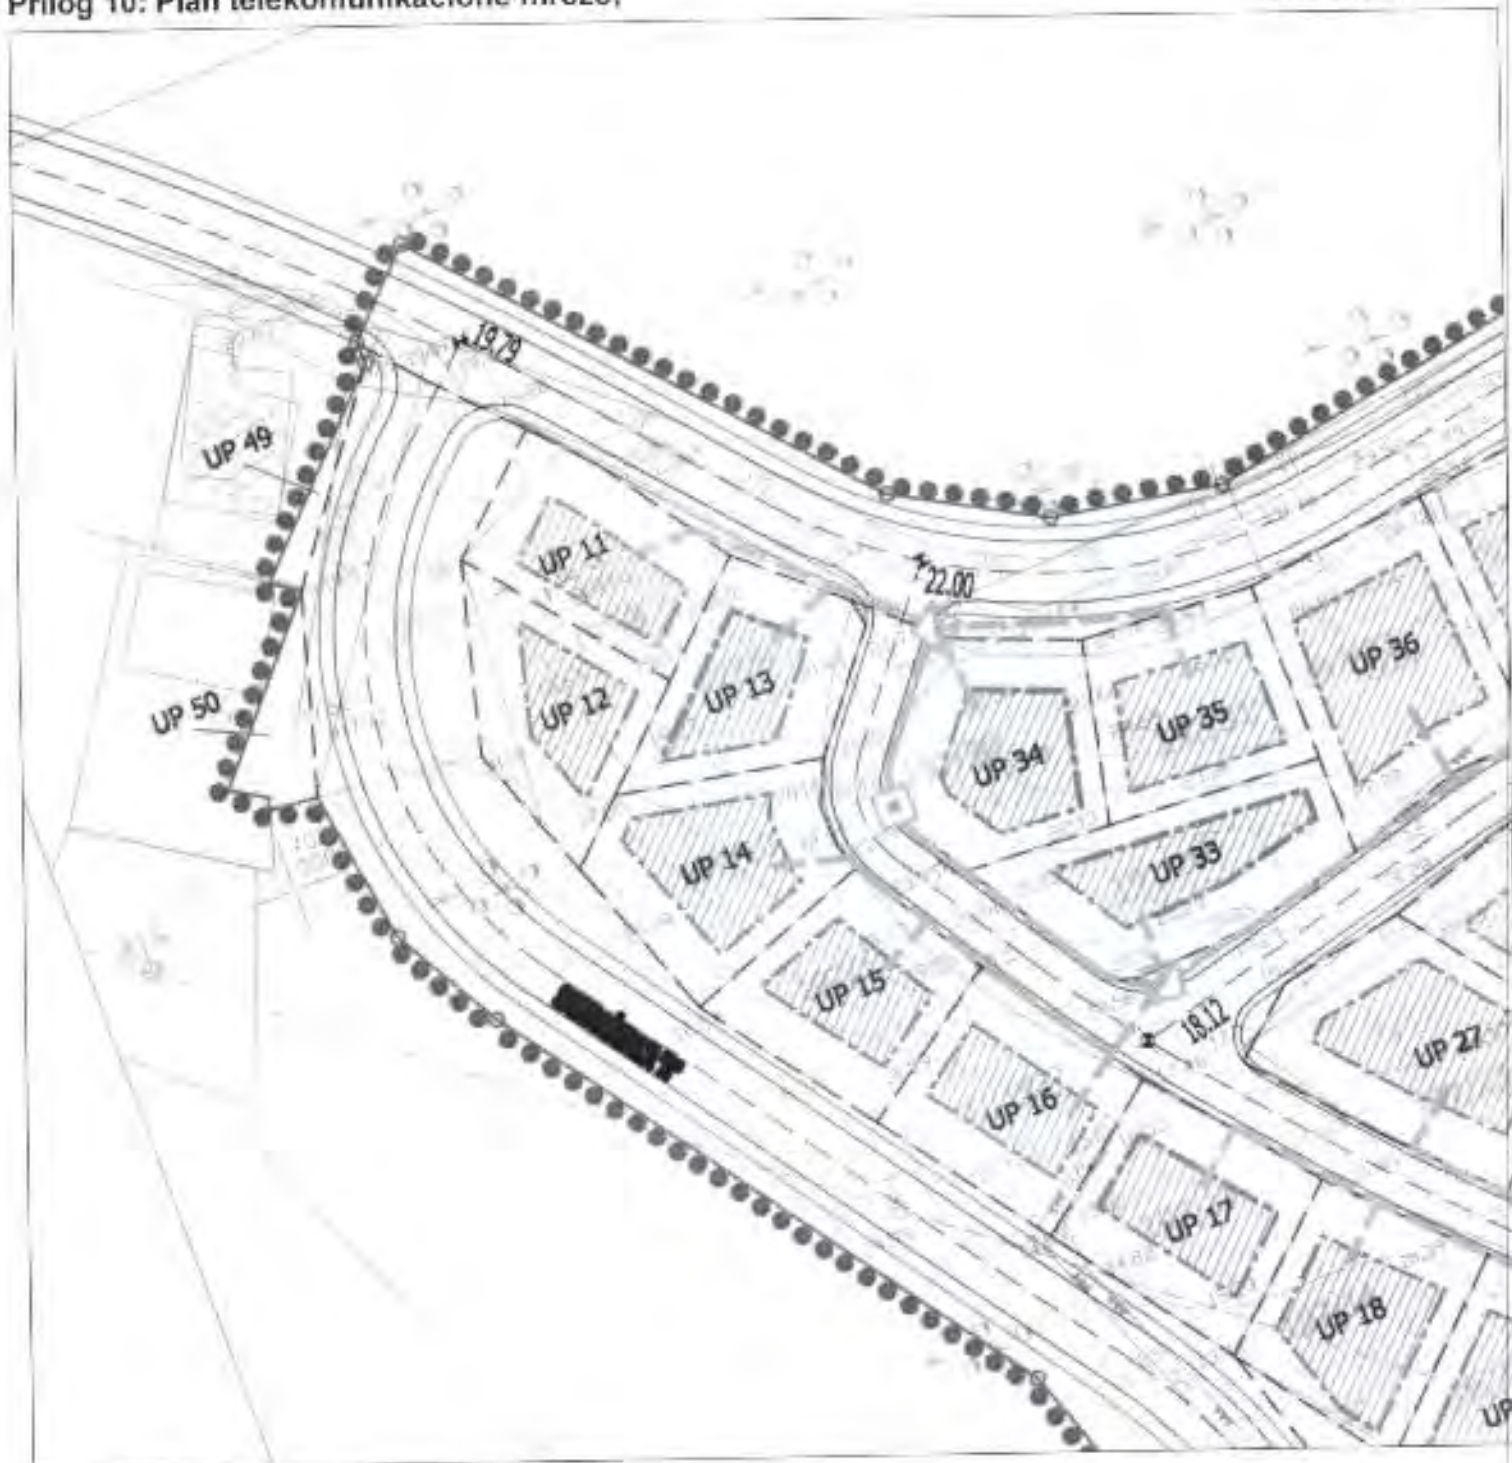 Prilog 10: Plan telekomunikacione mreže;
19.79
UP 49
UP 11
22.00
UP 36
UP 50
UP 12
UP 13
UP 35
UP 34
UP 14
UP 33
UP 15
18.12
UP 27
UP 16
UP 17
UP 18
UP